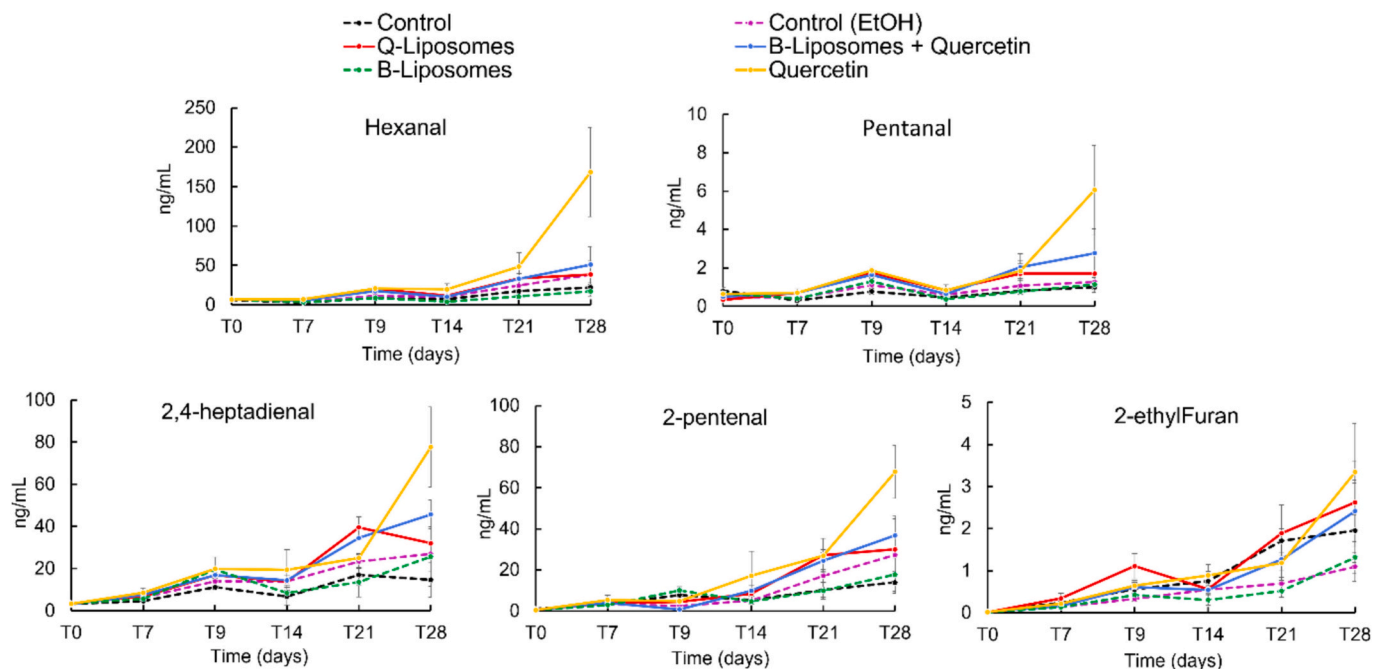 Control
Control (EtOH)
Q-Liposomes
B-Liposomes + Quercetin
B-Liposomes
Quercetin
Hexanal
250
200
150
100
50
0
ng/mL
T0 T7 T9 T14 T21 T28
Time (days)
Pentanal
10
8
6
4
2
0
ng/mL
T0 T7 T9 T14 T21 T28
Time (days)
2,4-heptadienal
100
80
60
40
20
0
ng/mL
T0 T7 T9 T14 T21 T28
Time (days)
2-pentenal
100
80
60
40
20
0
ng/mL
T0 T7 T9 T14 T21 T28
Time (days)
2-ethylFuran
5
4
3
2
1
0
ng/mL
T0 T7 T9 T14 T21 T28
Time (days)